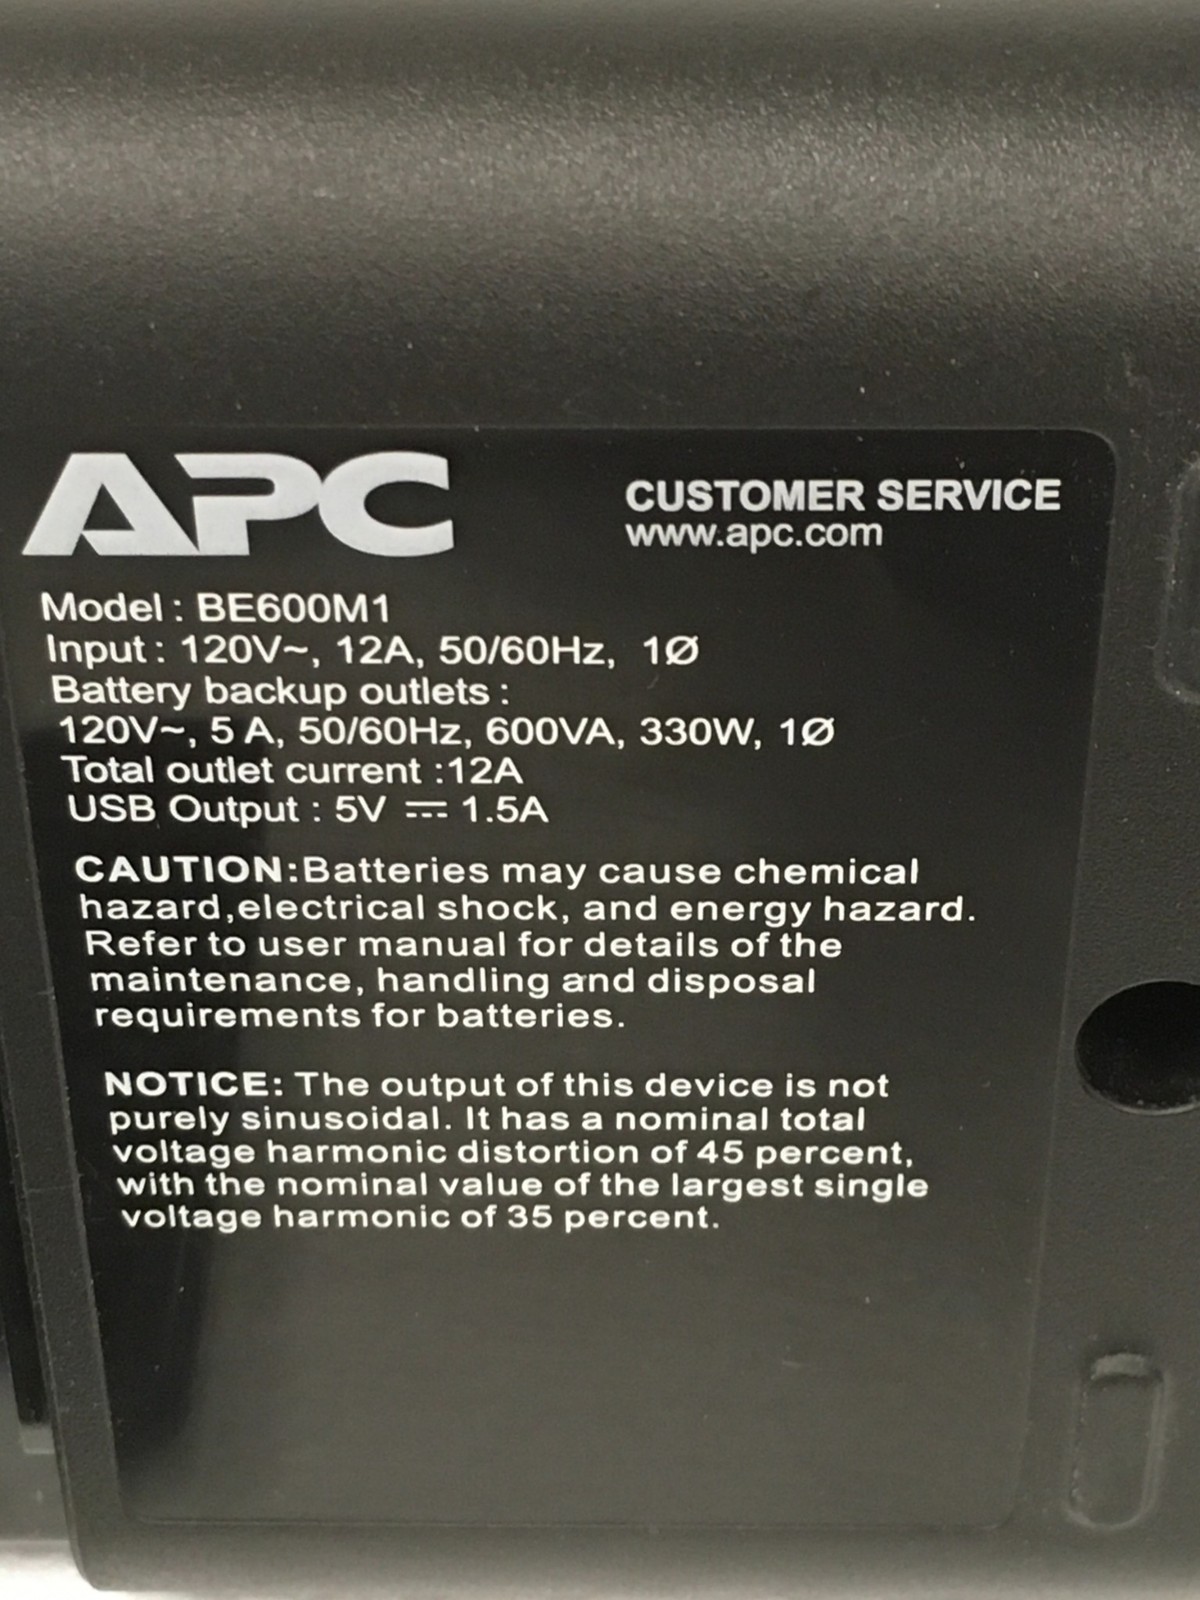 APC
CUSTOMER SERVICE
www.apc.com
Model : BE600M1
Input : 120V~, 12A, 50/60Hz, 1Ø
Battery backup outlets :
120V~, 5 A, 50/60Hz, 600VA, 330W, 1Ø
Total outlet current :12A
USB Output : 5V ⎓ 1.5A
CAUTION:Batteries may cause chemical
hazard,electrical shock, and energy hazard.
Refer to user manual for details of the
maintenance, handling and disposal
requirements for batteries.
NOTICE: The output of this device is not
purely sinusoidal. It has a nominal total
voltage harmonic distortion of 45 percent,
with the nominal value of the largest single
voltage harmonic of 35 percent.